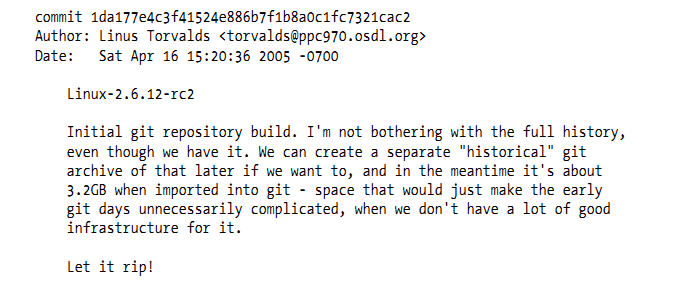 commit 1da177e4c3f41524e886b7f1b8a0c1fc7321cac2
Author: Linus Torvalds <torvalds@ppc970.osdl.org>
Date:   Sat Apr 16 15:20:36 2005 -0700
Linux-2.6.12-rc2
Initial git repository build. I'm not bothering with the full history,
even though we have it. We can create a separate "historical" git
archive of that later if we want to, and in the meantime it's about
3.2GB when imported into git - space that would just make the early
git days unnecessarily complicated, when we don't have a lot of good
infrastructure for it.
Let it rip!